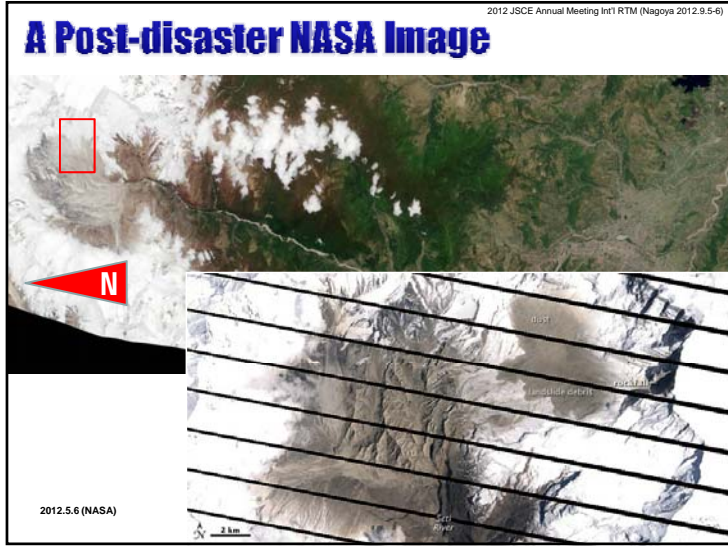 2012 JSCE Annual Meeting Int'l RTM (Nagoya 2012.9.5-6)
A Post-disaster NASA Image
N
dust
rockfall
landslide debris
2012.5.6 (NASA)
Seti
River
N
2 km